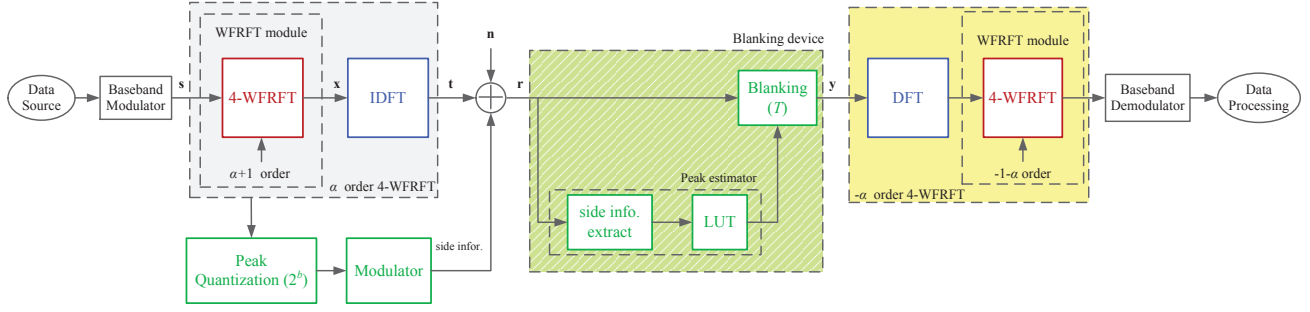 Data
Source
Baseband
Modulator
s
WFRFT module
4-WFRFT
α+1 order
x
IDFT
α order 4-WFRFT
t
n
r
Peak
Quantization (2^b)
Modulator
side infor.
Blanking device
Blanking
(T)
Peak estimator
side info.
extract
LUT
y
DFT
WFRFT module
4-WFRFT
-1-α order
-α order 4-WFRFT
Baseband
Demodulator
Data
Processing